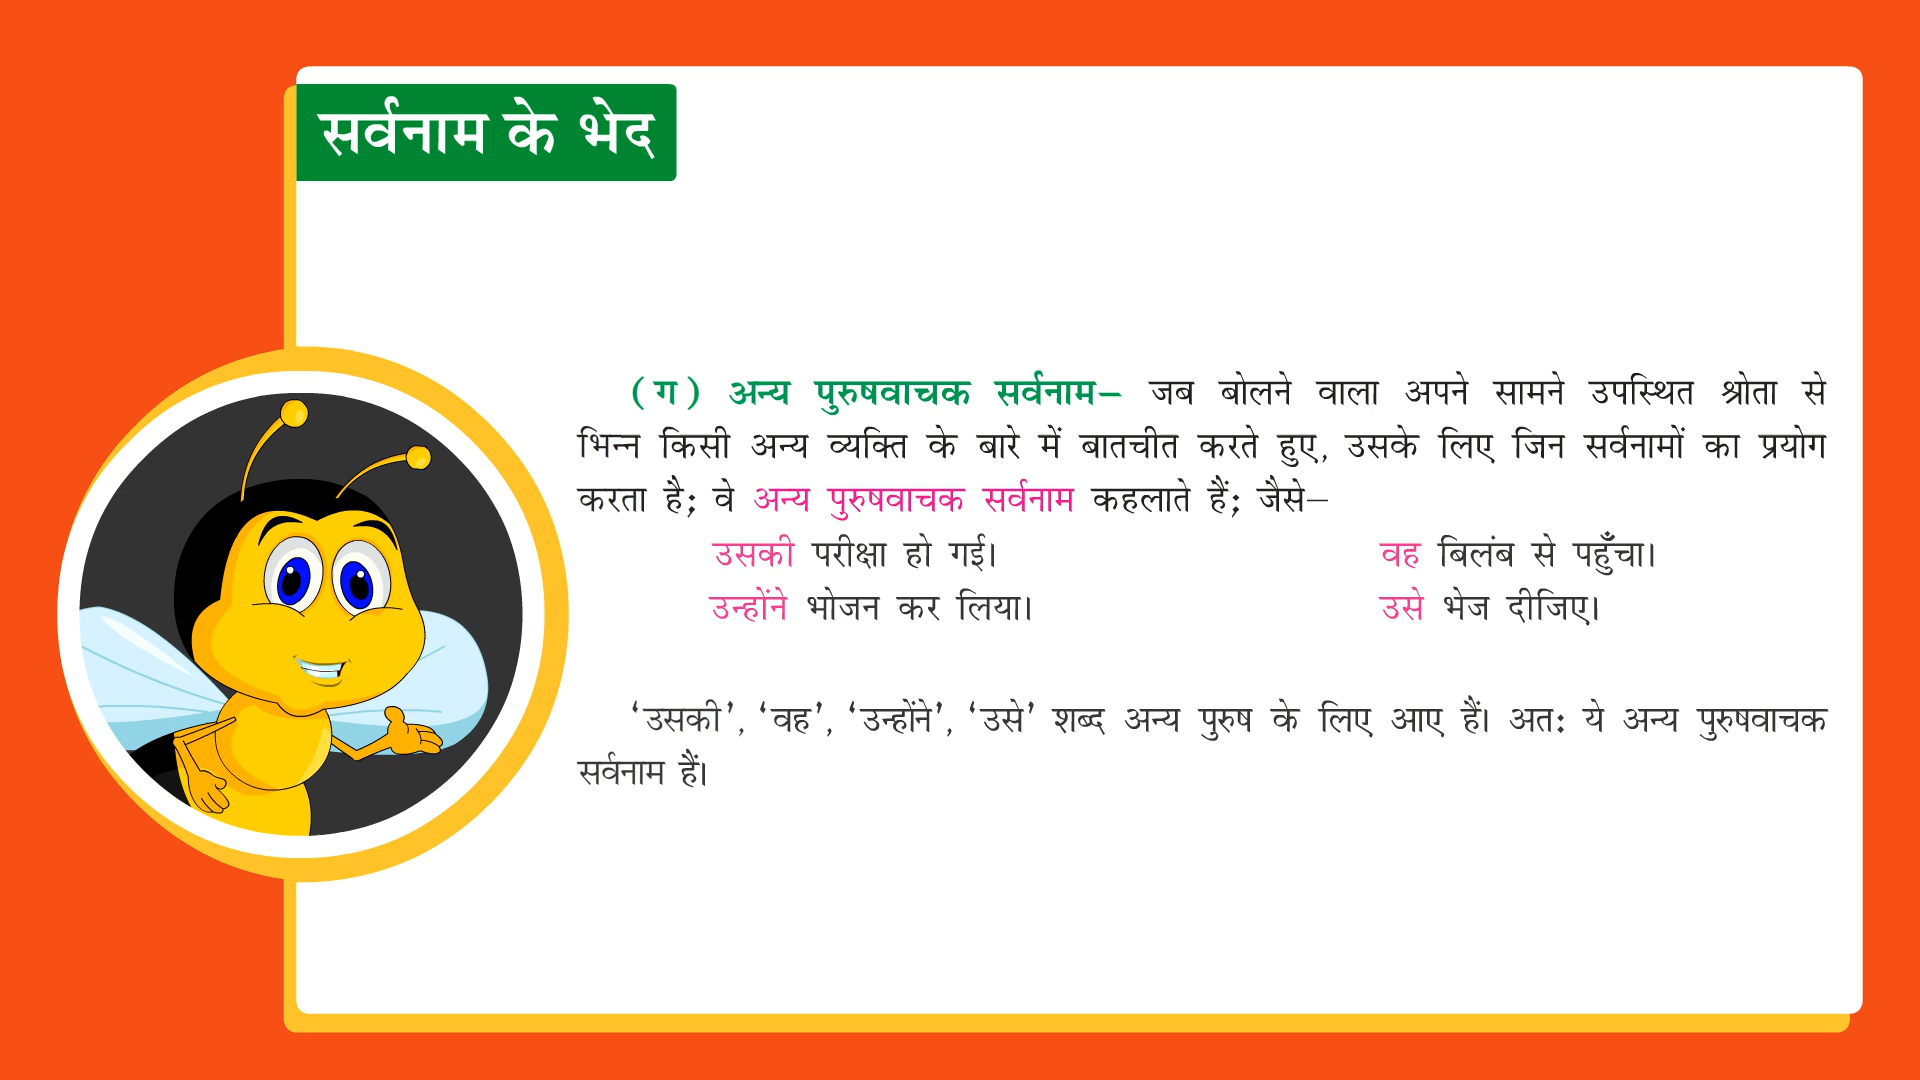 सर्वनाम के भेद
(ग) अन्य पुरुषवाचक सर्वनाम– जब बोलने वाला अपने सामने उपस्थित श्रोता से
भिन्न किसी अन्य व्यक्ति के बारे में बातचीत करते हुए, उसके लिए जिन सर्वनामों का प्रयोग
करता है; वे अन्य पुरुषवाचक सर्वनाम कहलाते हैं; जैसे–
उसकी परीक्षा हो गई। वह बिलंब से पहुँचा।
उन्होंने भोजन कर लिया। उसे भेज दीजिए।
‘उसकी’, ‘वह’, ‘उन्होंने’, ‘उसे’ शब्द अन्य पुरुष के लिए आए हैं। अतः ये अन्य पुरुषवाचक
सर्वनाम हैं।